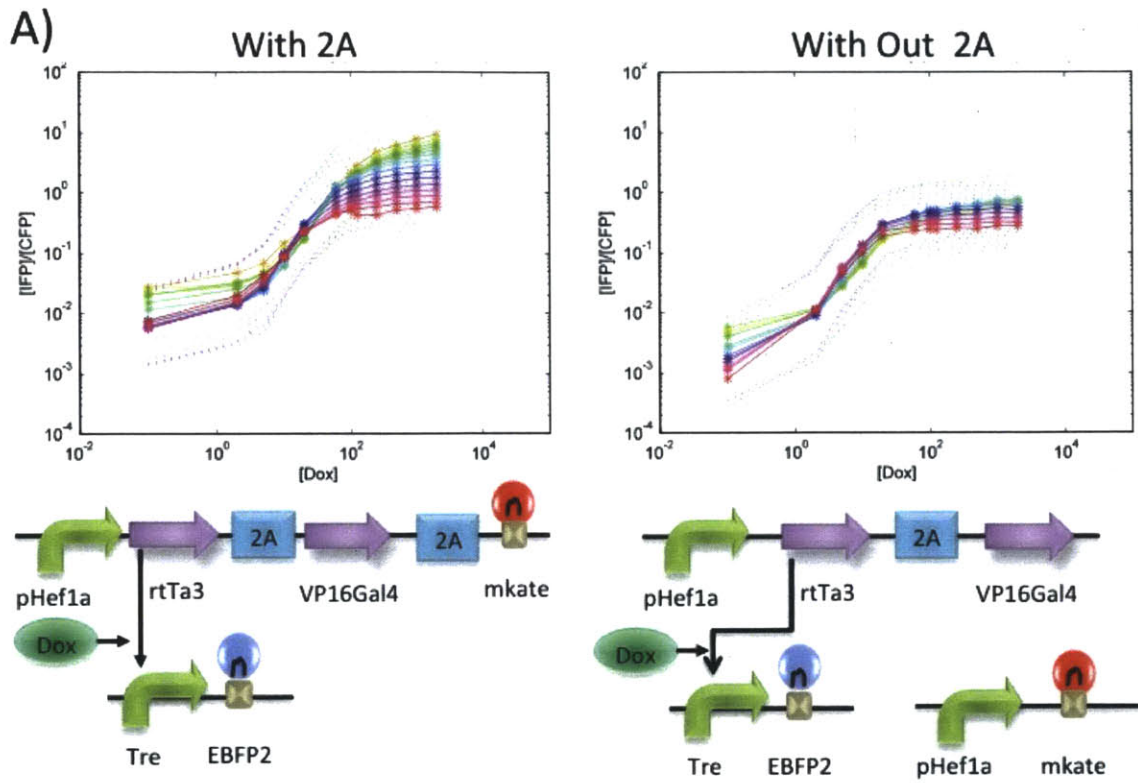 A)
With 2A
With Out 2A
[IFP]/[CFP]
10^2
10^1
10^0
10^-1
10^-2
10^-3
10^-4
10^-2
10^0
10^2
10^4
[Dox]
[IFP]/[CFP]
10^2
10^1
10^0
10^-1
10^-2
10^-3
10^-4
10^-2
10^0
10^2
10^4
[Dox]
2A
2A
pHef1a
rtTa3
VP16Gal4
mkate
Dox
Tre
EBFP2
2A
pHef1a
rtTa3
VP16Gal4
Dox
Tre
EBFP2
pHef1a
mkate